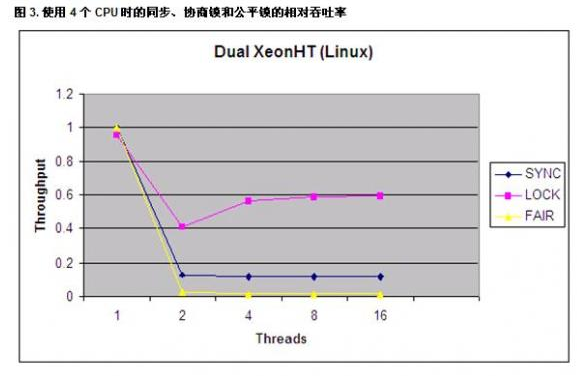 图 3. 使用 4 个 CPU 时的同步、协商锁和公平锁的相对吞吐率
Dual XeonHT (Linux)
1.2
1
0.8
0.6
0.4
0.2
0
Throughput
1 2 4 8 16
Threads
SYNC
LOCK
FAIR